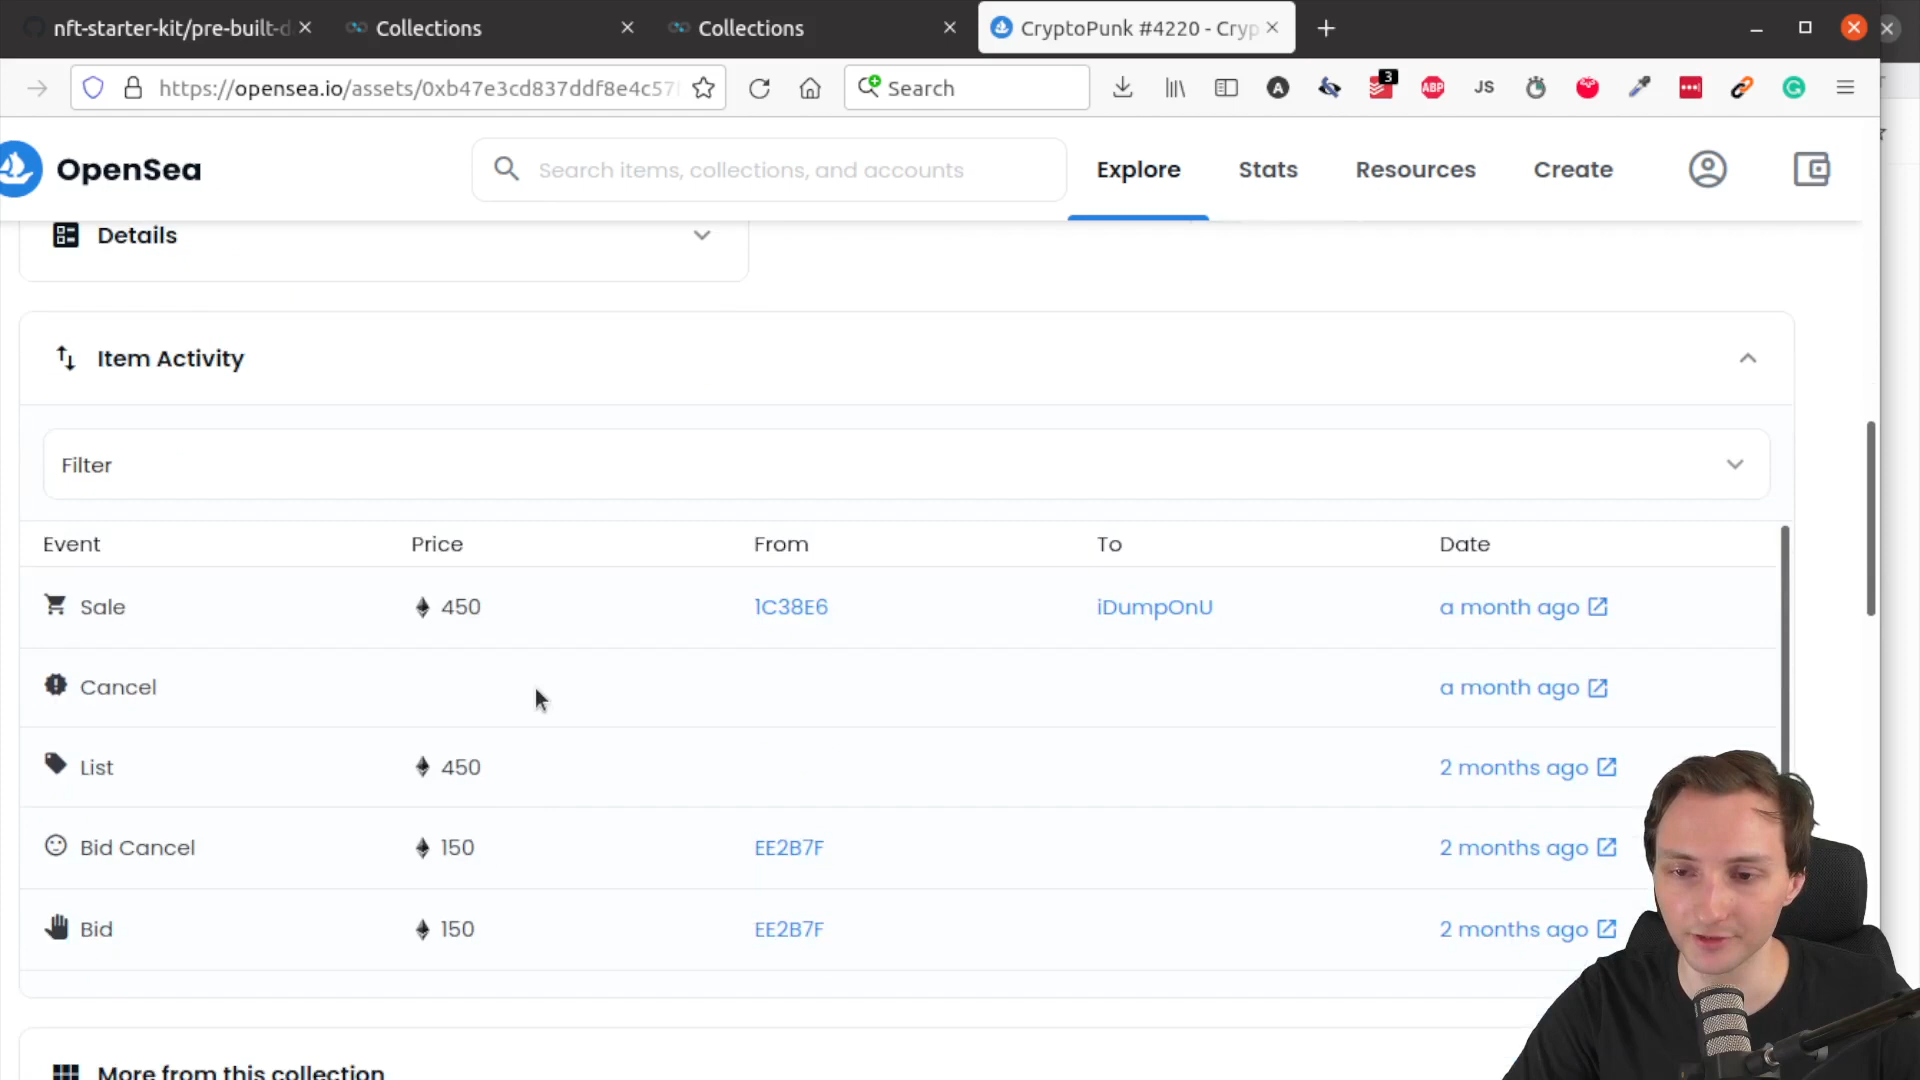 nft-starter-kit/pre-built-d
Collections
Collections
CryptoPunk #4220 - Cryp
https://opensea.io/assets/0xb47e3cd837ddf8e4c57
Search
3
A
ABP
JS
OpenSea
Search items, collections, and accounts
Explore
Stats
Resources
Create
Details
Item Activity
Filter
Event Price From To Date
Sale 450 1C38E6 iDumpOnU a month ago
Cancel a month ago
List 450 2 months ago
Bid Cancel 150 EE2B7F 2 months ago
Bid 150 EE2B7F 2 months ago
More from this collection